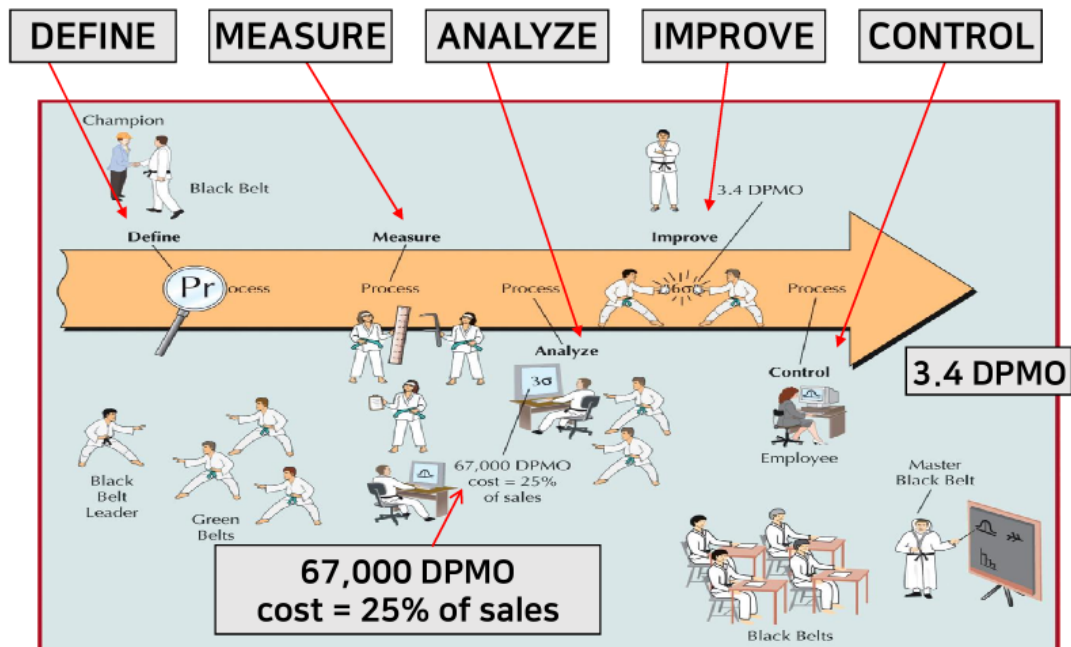 DEFINE
MEASURE
ANALYZE
IMPROVE
CONTROL
Champion
Black Belt
3.4 DPMO
Define
Measure
Improve
Process
Process
Process
6σ
Process
Analyze
Control
3.4 DPMO
3σ
Employee
67,000 DPMO
cost = 25%
of sales
Black
Belt
Leader
Green
Belts
Master
Black Belt
67,000 DPMO
cost = 25% of sales
Black Belts